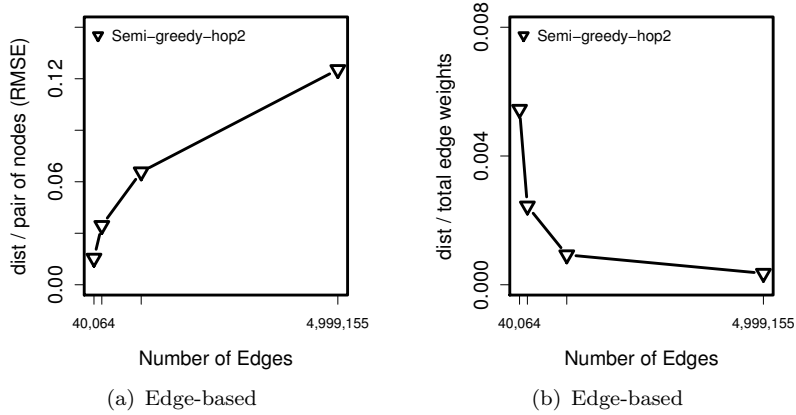 Semi−greedy−hop2
dist / pair of nodes (RMSE)
0.12
0.06
0.00
40,064
4,999,155
Number of Edges
(a) Edge-based
Semi−greedy−hop2
dist / total edge weights
0.008
0.004
0.000
40,064
4,999,155
Number of Edges
(b) Edge-based